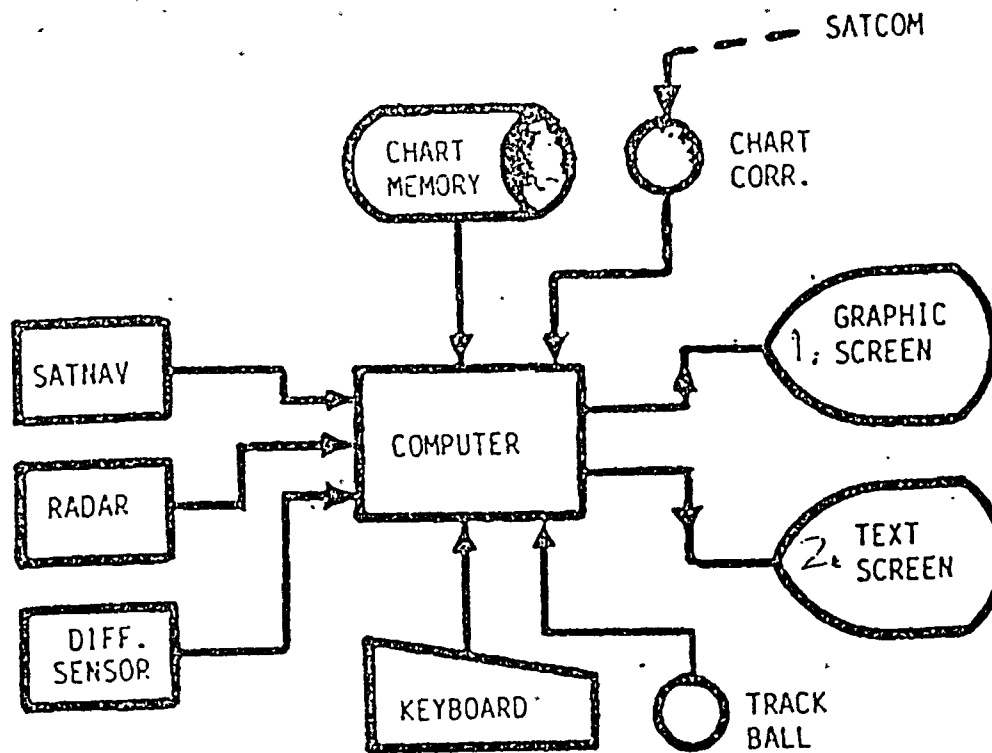 SATCOM
CHART
MEMORY
CHART
CORR.
SATNAV
RADAR
DIFF.
SENSOR
COMPUTER
1. GRAPHIC
SCREEN
2. TEXT
SCREEN
KEYBOARD
TRACK
BALL